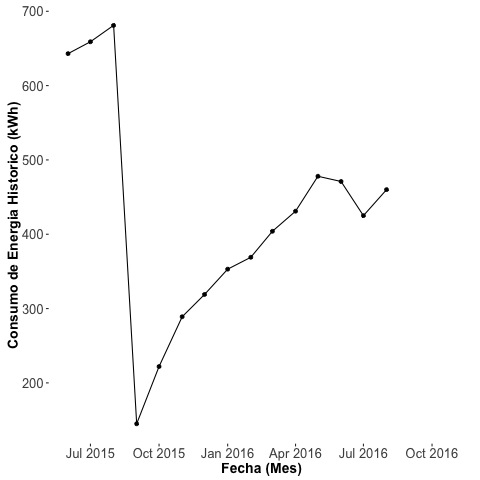 Consumo de Energia Historico (kWh)
700
600
500
400
300
200
Jul 2015 Oct 2015 Jan 2016 Apr 2016 Jul 2016 Oct 2016
Fecha (Mes)